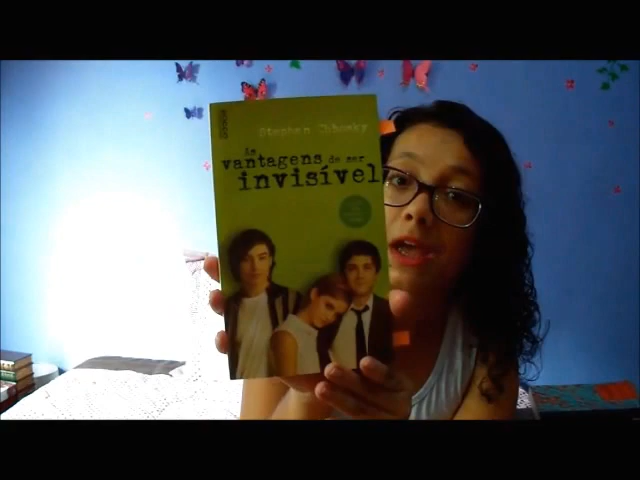 Stephen Chbosky
As
vantagens de ser
invisível